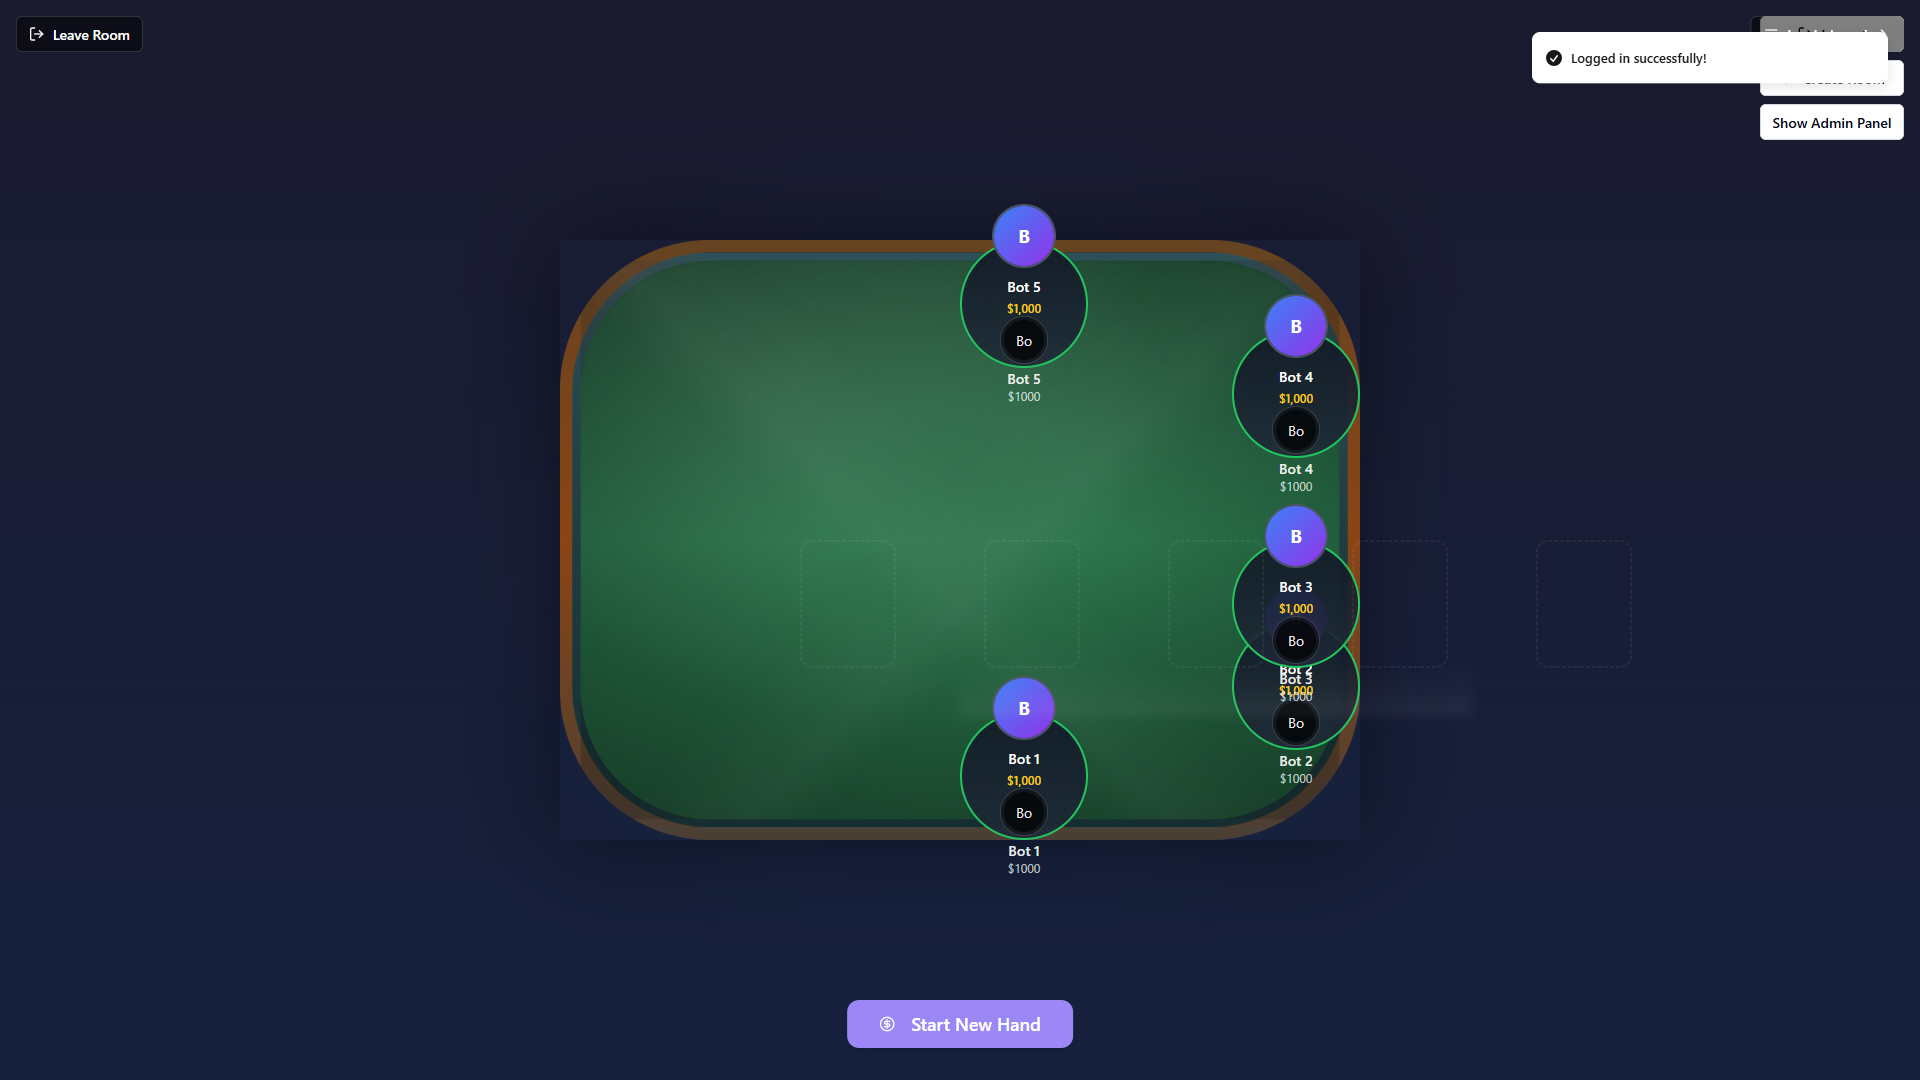 Leave Room
Logged in successfully!
Show Admin Panel
B
Bot 5
$1,000
Bo
Bot 5
$1000
B
Bot 4
$1,000
Bo
Bot 4
$1000
B
Bot 3
$1,000
Bo
Bot 2
Bot 3
$1,000
$1000
Bo
Bot 2
$1000
B
Bot 1
$1,000
Bo
Bot 1
$1000
Start New Hand